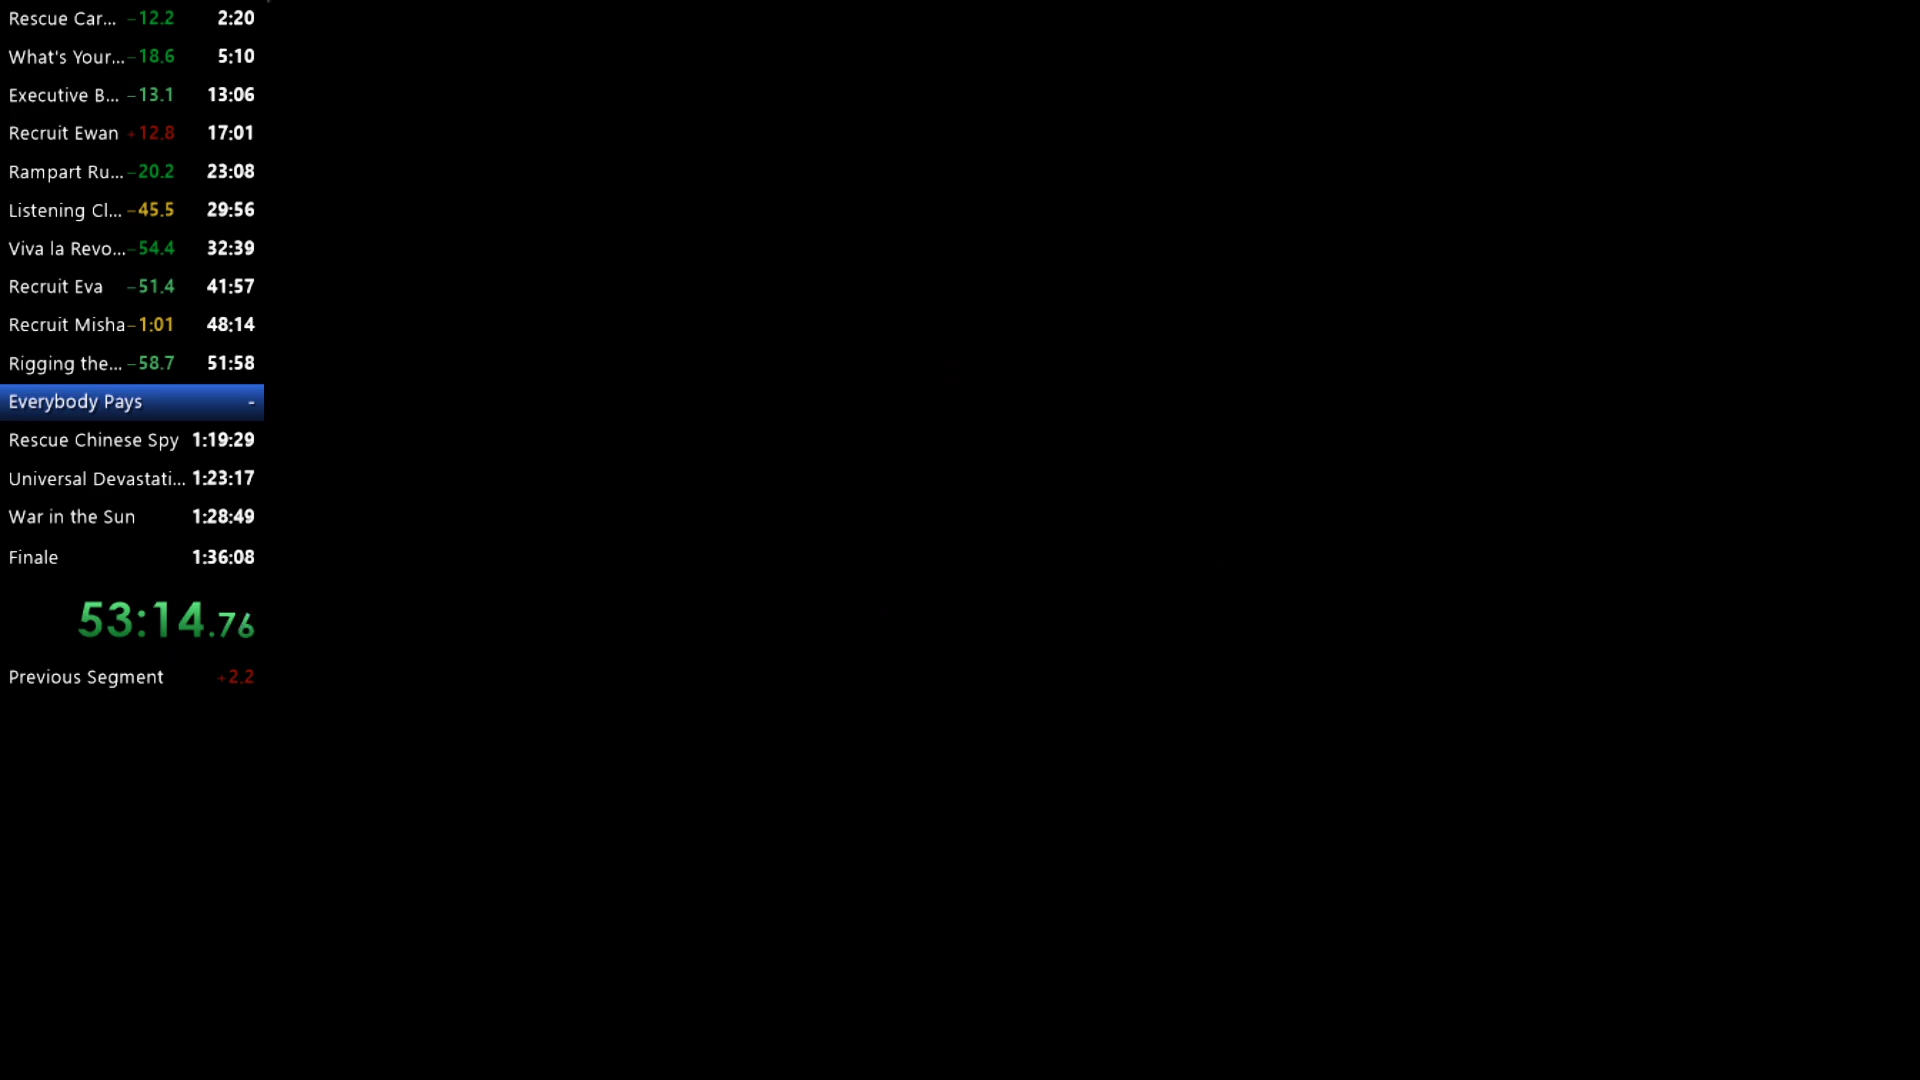 Rescue Car... -12.2 2:20
What's Your... -18.6 5:10
Executive B... -13.1 13:06
Recruit Ewan +12.8 17:01
Rampart Ru... -20.2 23:08
Listening Cl... -45.5 29:56
Viva la Revo... -54.4 32:39
Recruit Eva -51.4 41:57
Recruit Misha -1:01 48:14
Rigging the... -58.7 51:58
Everybody Pays -
Rescue Chinese Spy 1:19:29
Universal Devastati... 1:23:17
War in the Sun 1:28:49
Finale 1:36:08
53:14.76
Previous Segment +2.2